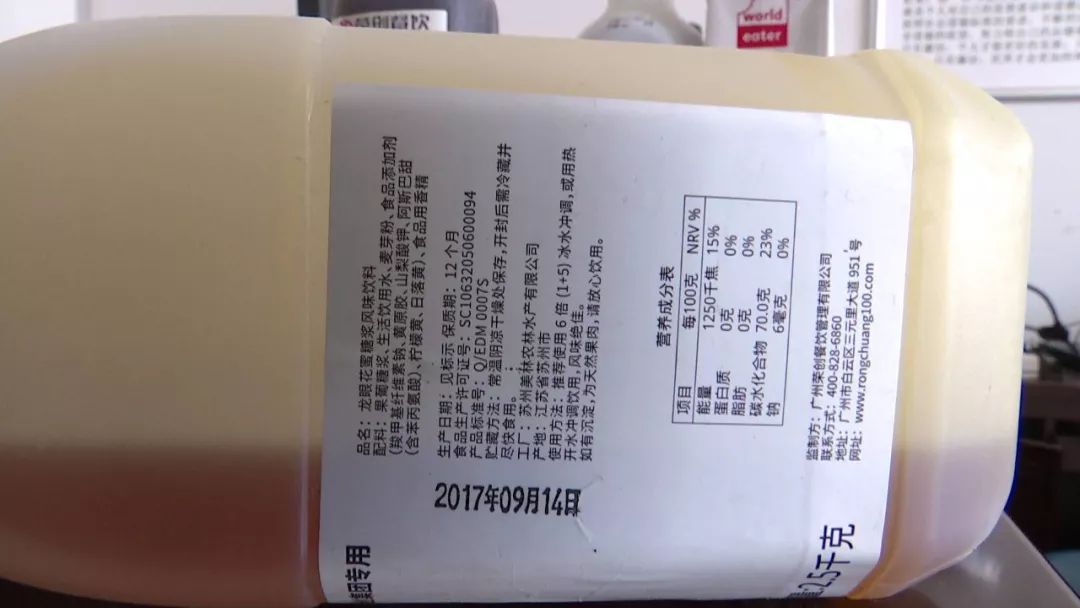 品名：龙眼花蜜糖浆风味饮料
配料：果葡糖浆、生活饮用水、麦芽粉、食品添加剂
(羧甲基纤维素钠、黄原胶、山梨酸钾、阿斯巴甜
(含苯丙氨酸)、柠檬黄、日落黄)、食品用香精
生产日期：见标示 保质期：12个月
食品生产许可证号：SC10632050600094
产品标准号：Q/EDM 0007S
贮藏方法：常温阴凉干燥处保存，开封后需冷藏并
尽快食用。
工厂：苏州美林农林水产有限公司
产地：江苏省苏州市
使用方法：推荐使用6倍(1+5)冰水冲调，或用热
开水冲调饮用，风味绝佳。
如有沉淀，为天然果肉，请放心饮用。
2017年09月14日
营养成分表
项目 每100克 NRV %
能量 1250千焦 15%
蛋白质 0克 0%
脂肪 0克 0%
碳水化合物 70.0克 23%
钠 6毫克 0%
监制方：广州荣创餐饮管理有限公司
联系方式：400-828-6860
地址：广州市白云区三元里大道951号
网址：www.rongchuang100.com
专用
2.5千克
创餐饮
world
eater